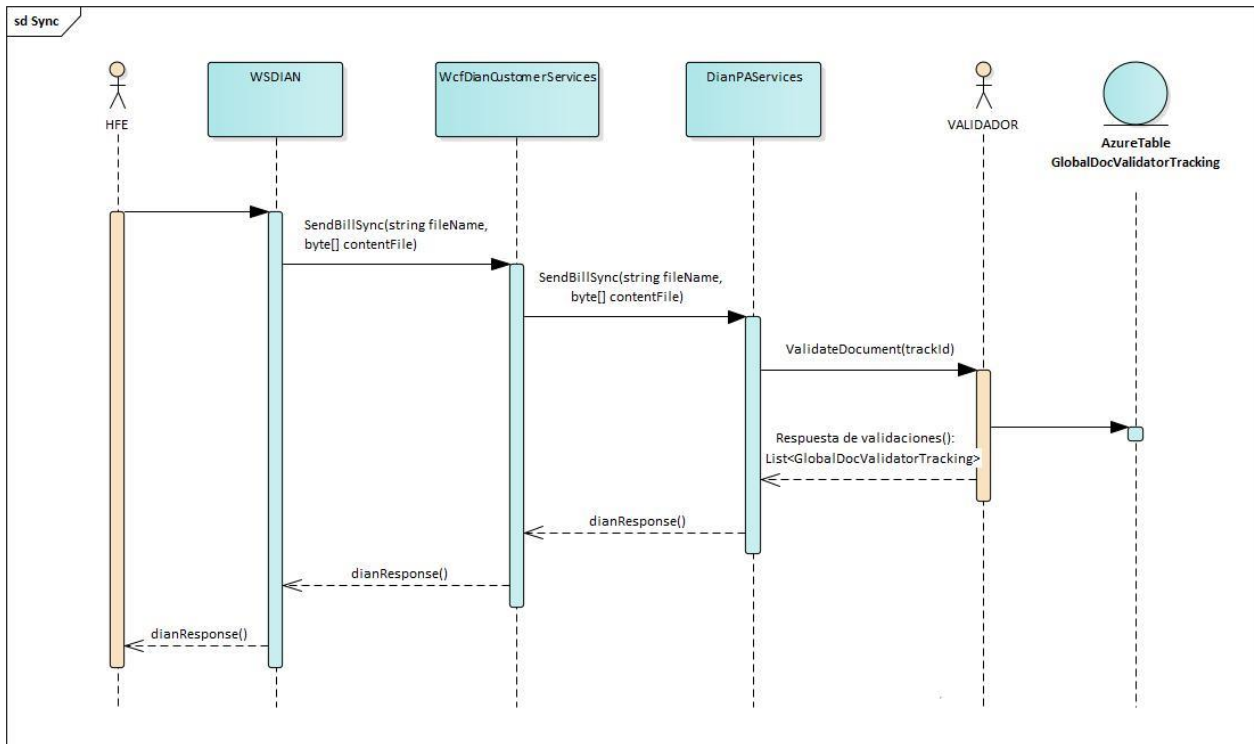 sd Sync
HFE
WSDIAN
WcfDianCustomerServices
DianPAServices
VALIDADOR
AzureTable
GlobalDocValidatorTracking
SendBillSync(string fileName,
byte[] contentFile)
SendBillSync(string fileName,
byte[] contentFile)
ValidateDocument(trackId)
Respuesta de validaciones():
List<GlobalDocValidatorTracking>
dianResponse()
dianResponse()
dianResponse()